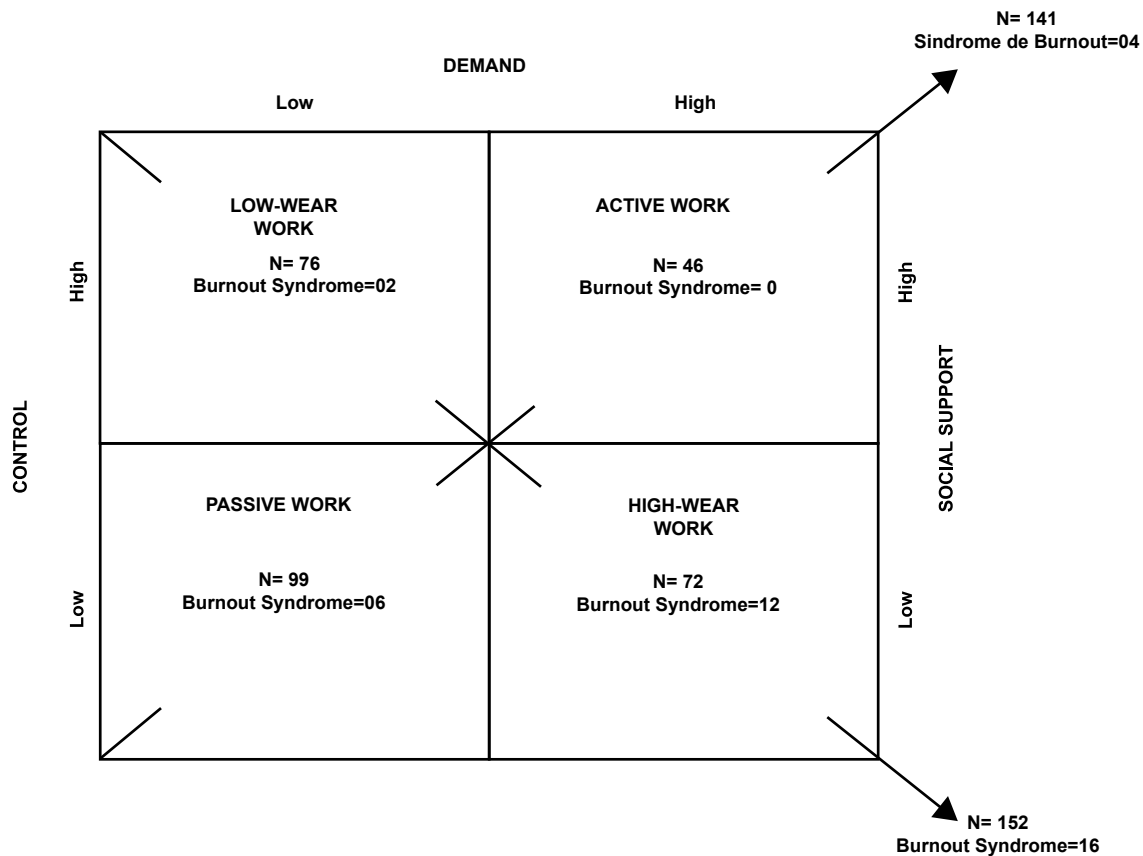 N= 141
Sindrome de Burnout=04
DEMAND
Low
High
LOW-WEAR
WORK
N= 76
Burnout Syndrome=02
ACTIVE WORK
N= 46
Burnout Syndrome= 0
High
High
CONTROL
SOCIAL SUPPORT
PASSIVE WORK
N= 99
Burnout Syndrome=06
HIGH-WEAR
WORK
N= 72
Burnout Syndrome=12
Low
Low
N= 152
Burnout Syndrome=16